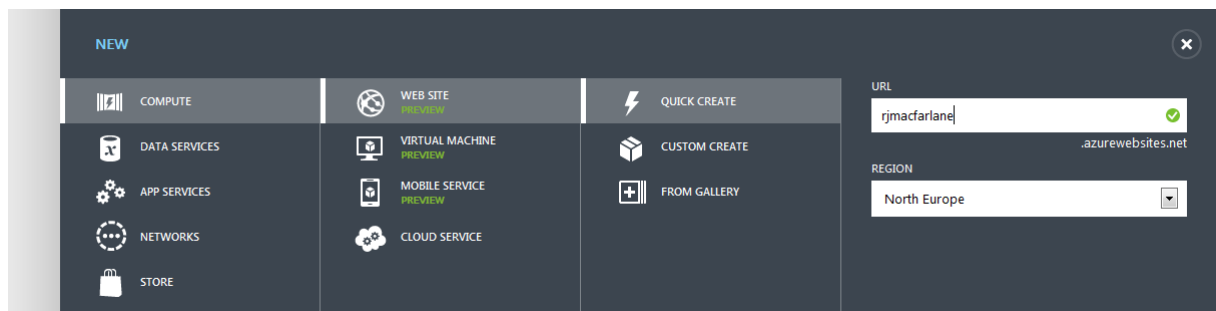 NEW
COMPUTE
DATA SERVICES
APP SERVICES
NETWORKS
STORE
WEB SITE
PREVIEW
VIRTUAL MACHINE
PREVIEW
MOBILE SERVICE
PREVIEW
CLOUD SERVICE
QUICK CREATE
CUSTOM CREATE
FROM GALLERY
URL
rjmacfarlane
.azurewebsites.net
REGION
North Europe